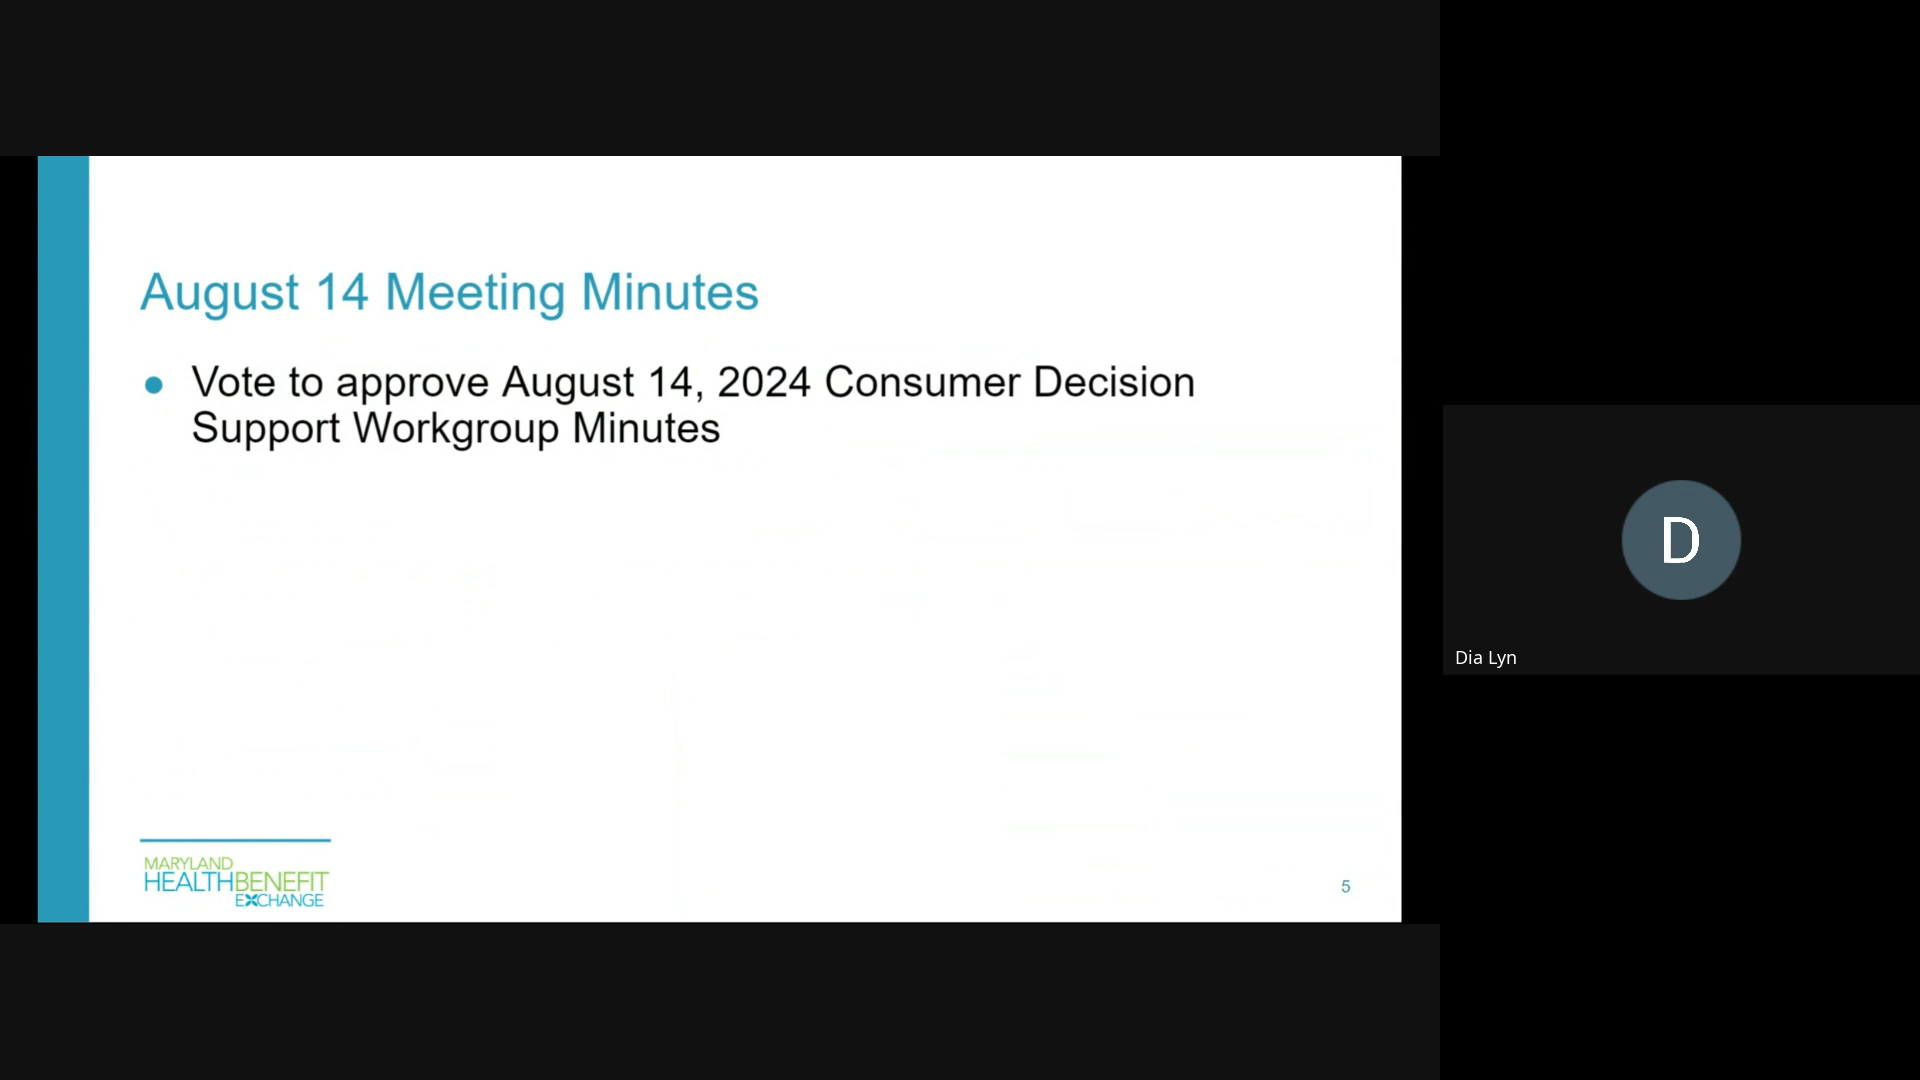 August 14 Meeting Minutes
● Vote to approve August 14, 2024 Consumer Decision
Support Workgroup Minutes
MARYLAND
HEALTHBENEFIT
EXCHANGE
5
D
Dia Lyn